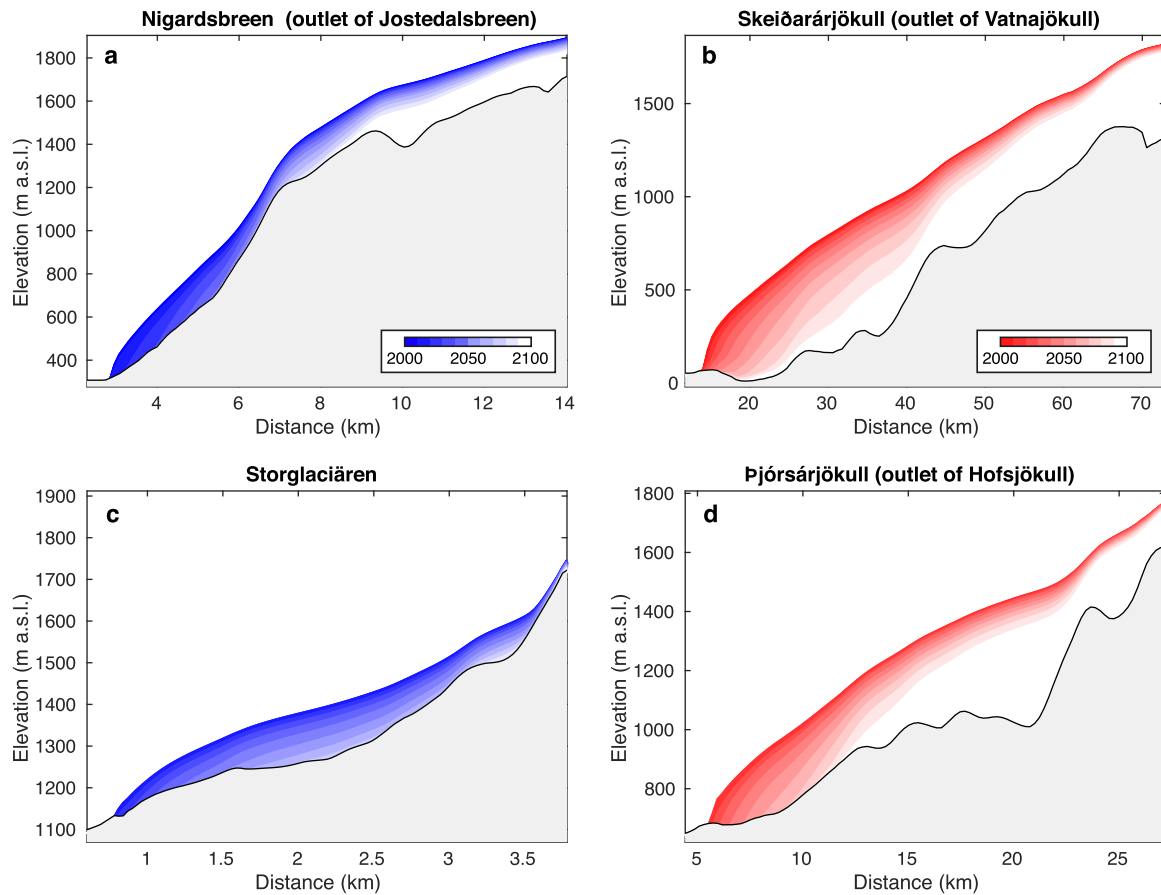 Nigardsbreen (outlet of Jostedalsbreen)
a
1800
1600
1400
1200
1000
800
600
400
Elevation (m a.s.l.)
2000 2050 2100
4 6 8 10 12 14
Distance (km)
Skeiðarárjökull (outlet of Vatnajökull)
b
1500
1000
500
0
Elevation (m a.s.l.)
2000 2050 2100
20 30 40 50 60 70
Distance (km)
Storglaciären
c
1900
1800
1700
1600
1500
1400
1300
1200
1100
Elevation (m a.s.l.)
1 1.5 2 2.5 3 3.5
Distance (km)
Þjórsárjökull (outlet of Hofsjökull)
d
1800
1600
1400
1200
1000
800
Elevation (m a.s.l.)
5 10 15 20 25
Distance (km)